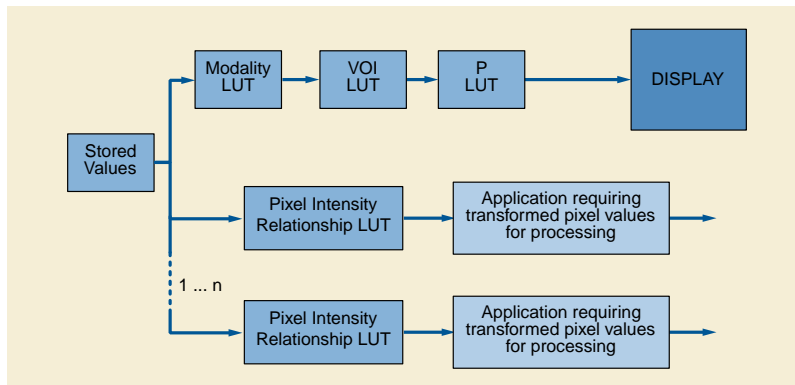 Modality
LUT
VOI
LUT
P
LUT
DISPLAY
Stored
Values
Pixel Intensity
Relationship LUT
Application requiring
transformed pixel values
for processing
1 ... n
Pixel Intensity
Relationship LUT
Application requiring
transformed pixel values
for processing